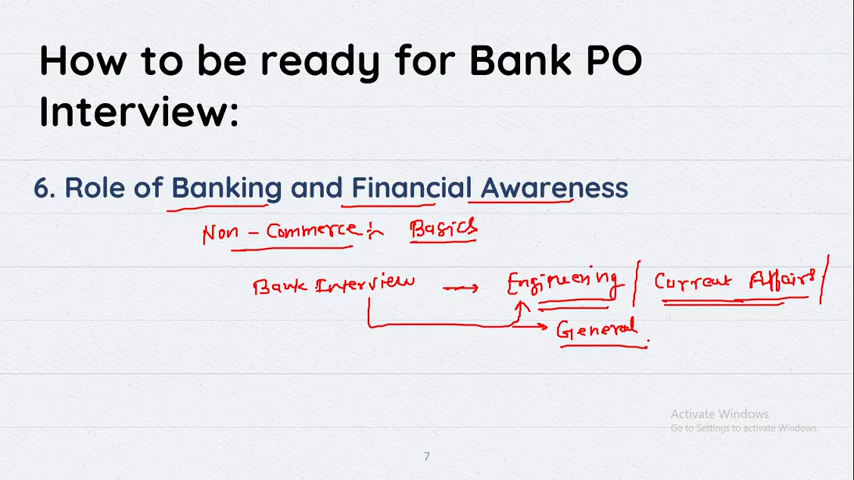 How to be ready for Bank PO
Interview:
6. Role of Banking and Financial Awareness
Non - Commerce :- Basics
Bank Interview → Engineering / Current Affairs /
General.
Activate Windows
Go to Settings to activate Windows.
7